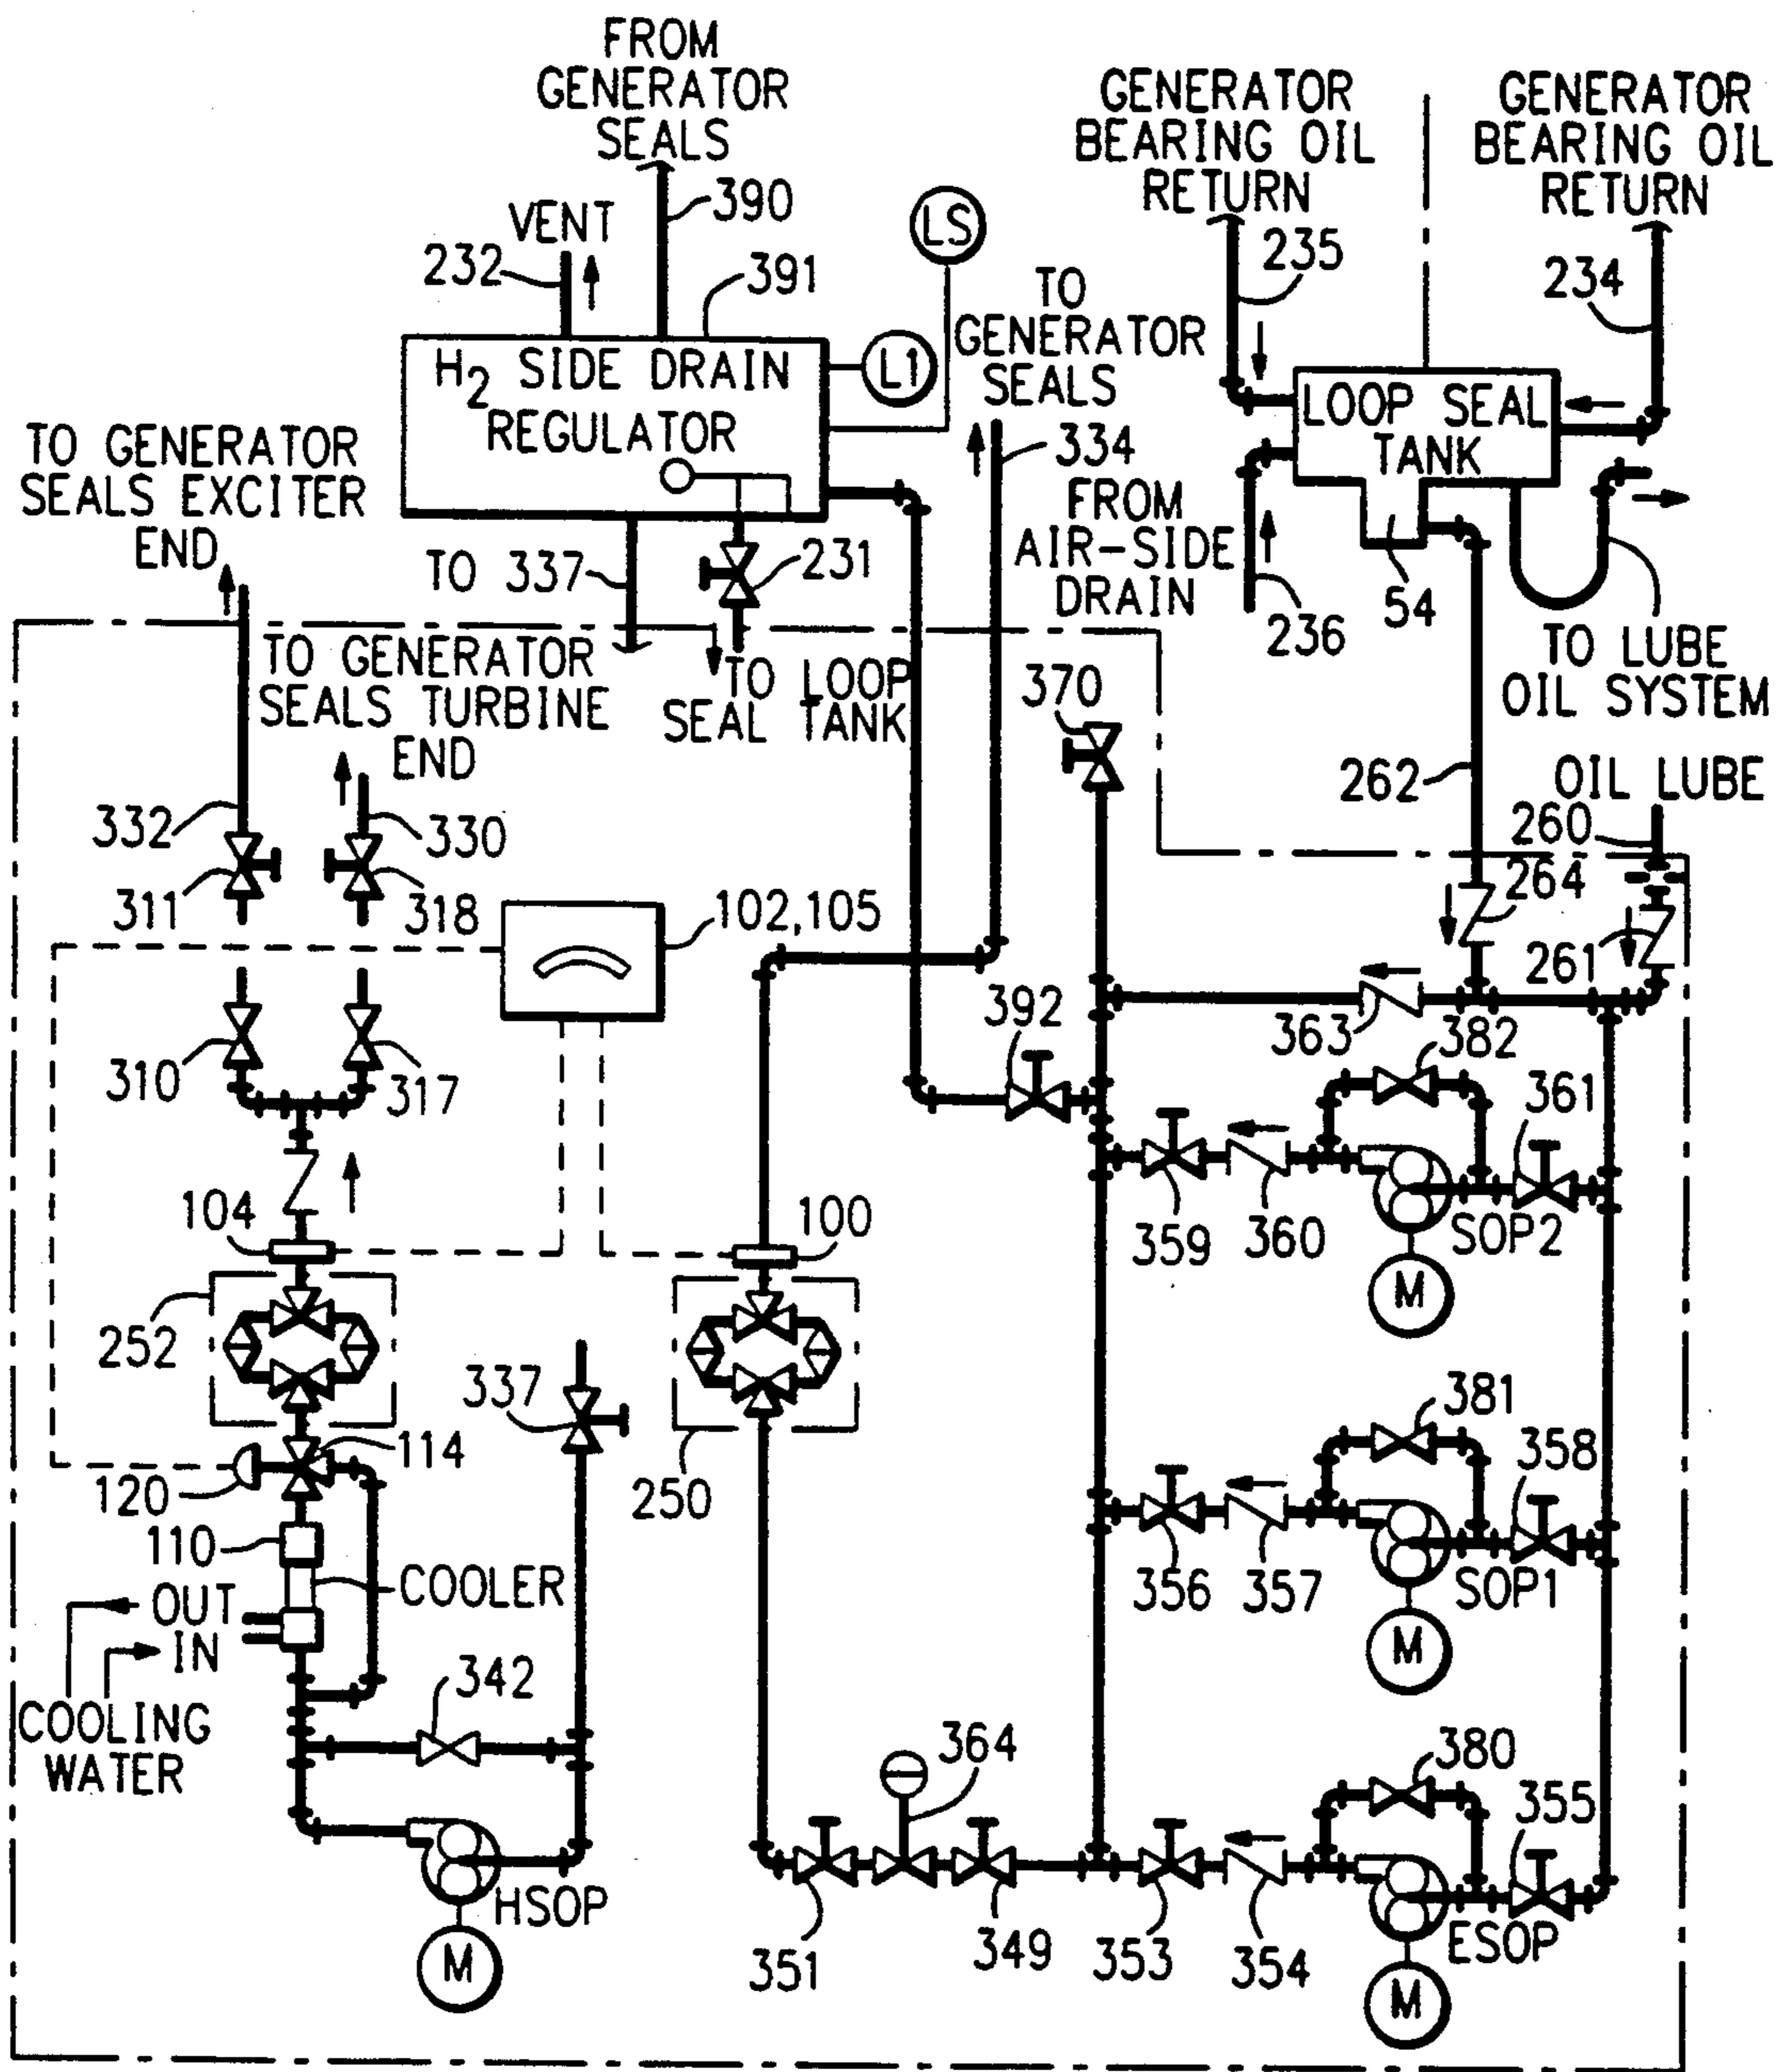 FROM
GENERATOR
SEALS
GENERATOR
BEARING OIL
RETURN
GENERATOR
BEARING OIL
RETURN
390
VENT
232
391
LS
235
234
TO
GENERATOR
SEALS
H2 SIDE DRAIN
REGULATOR
L1
LOOP SEAL
TANK
TO GENERATOR
SEALS EXCITER
END
334
FROM
AIR-SIDE
DRAIN
TO 337
231
236
54
TO LUBE
OIL SYSTEM
TO GENERATOR
SEALS TURBINE
END
TO LOOP
SEAL TANK
370
262
OIL LUBE
260
332
330
311
318
264
102,105
261
392
363
382
310
317
361
359
360
SOP2
M
104
100
252
337
250
381
358
114
120
356
357
SOP1
M
110
COOLER
OUT
IN
342
COOLING
WATER
364
380
355
HSOP
M
351
349
353
354
ESOP
M